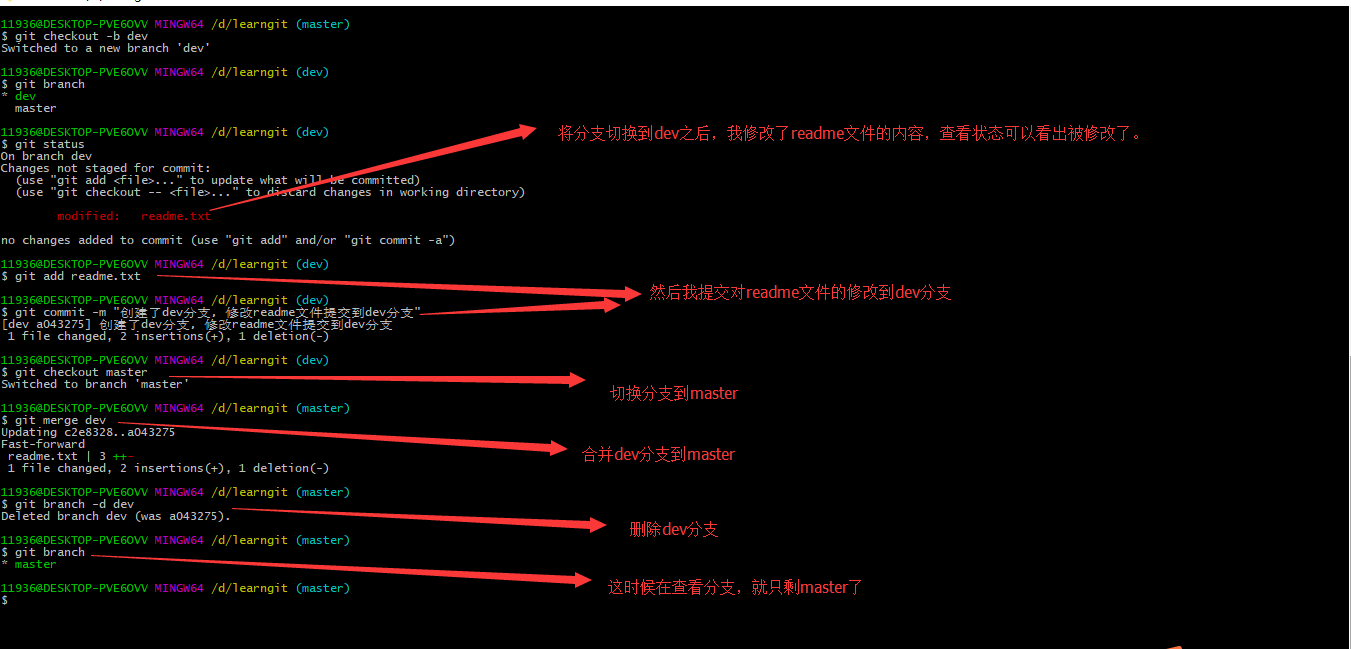 11936@DESKTOP-PVE6OVV MINGW64 /d/learngit (master)
$ git checkout -b dev
Switched to a new branch 'dev'
11936@DESKTOP-PVE6OVV MINGW64 /d/learngit (dev)
$ git branch
* dev
  master
11936@DESKTOP-PVE6OVV MINGW64 /d/learngit (dev)
将分支切换到dev之后，我修改了readme文件的内容，查看状态可以看出被修改了。
$ git status
On branch dev
Changes not staged for commit:
  (use "git add <file>..." to update what will be committed)
  (use "git checkout -- <file>..." to discard changes in working directory)
        modified:   readme.txt
no changes added to commit (use "git add" and/or "git commit -a")
11936@DESKTOP-PVE6OVV MINGW64 /d/learngit (dev)
$ git add readme.txt
然后我提交对readme文件的修改到dev分支
11936@DESKTOP-PVE6OVV MINGW64 /d/learngit (dev)
$ git commit -m "创建了dev分支，修改readme文件提交到dev分支"
[dev a043275] 创建了dev分支，修改readme文件提交到dev分支
 1 file changed, 2 insertions(+), 1 deletion(-)
11936@DESKTOP-PVE6OVV MINGW64 /d/learngit (dev)
$ git checkout master
Switched to branch 'master'
切换分支到master
11936@DESKTOP-PVE6OVV MINGW64 /d/learngit (master)
$ git merge dev
Updating c2e8328..a043275
Fast-forward
 readme.txt | 3 ++-
合并dev分支到master
 1 file changed, 2 insertions(+), 1 deletion(-)
11936@DESKTOP-PVE6OVV MINGW64 /d/learngit (master)
$ git branch -d dev
Deleted branch dev (was a043275).
删除dev分支
11936@DESKTOP-PVE6OVV MINGW64 /d/learngit (master)
$ git branch
* master
这时候在查看分支，就只剩master了
11936@DESKTOP-PVE6OVV MINGW64 /d/learngit (master)
$